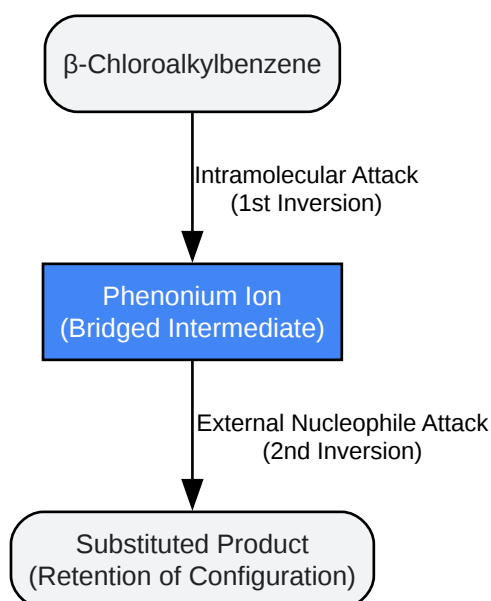 β-Chloroalkylbenzene
Intramolecular Attack
(1st Inversion)
Phenonium Ion
(Bridged Intermediate)
External Nucleophile Attack
(2nd Inversion)
Substituted Product
(Retention of Configuration)